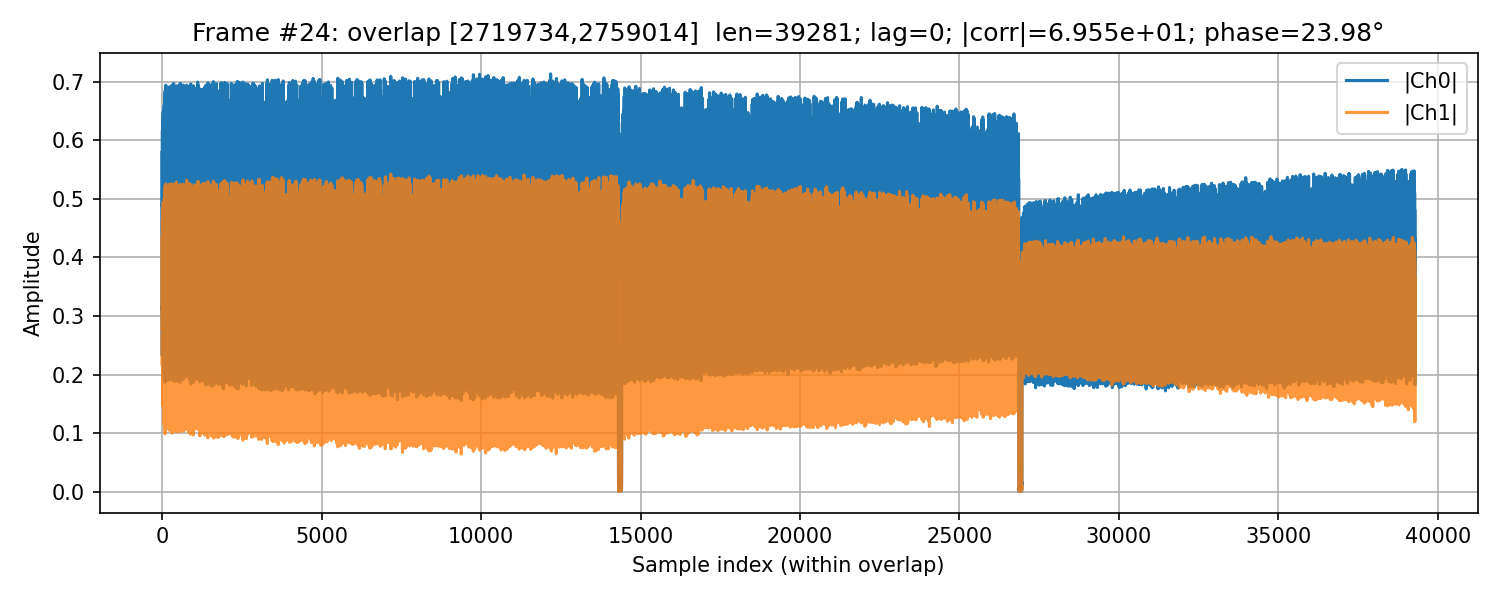 Frame #24: overlap [2719734,2759014]  len=39281; lag=0; |corr|=6.955e+01; phase=23.98°
|Ch0|
|Ch1|
Amplitude
0.7
0.6
0.5
0.4
0.3
0.2
0.1
0.0
0 5000 10000 15000 20000 25000 30000 35000 40000
Sample index (within overlap)